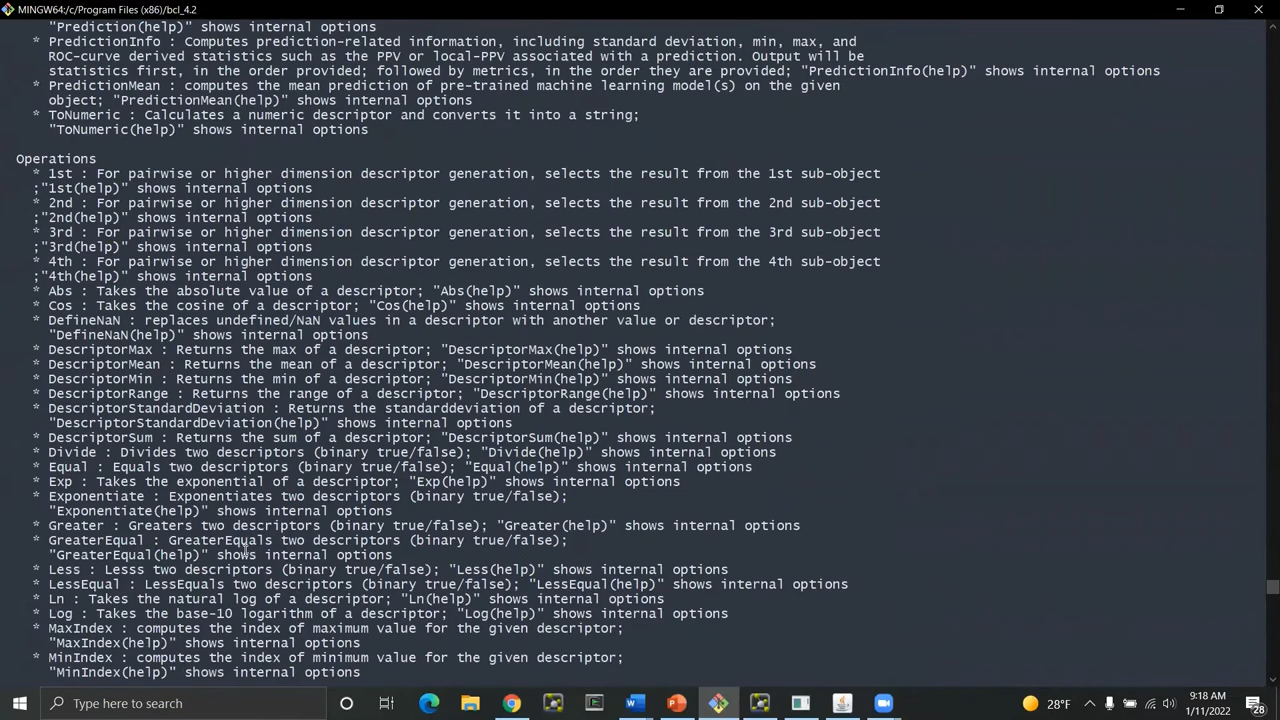 MINGW64:/c/Program Files (x86)/bcl_4.2
"Prediction(help)" shows internal options
* PredictionInfo : Computes prediction-related information, including standard deviation, min, max, and
ROC-curve derived statistics such as the PPV or local-PPV associated with a prediction. Output will be
statistics first, in the order provided; followed by metrics, in the order they are provided; "PredictionInfo(help)" shows internal options
* PredictionMean : computes the mean prediction of pre-trained machine learning model(s) on the given
object; "PredictionMean(help)" shows internal options
* ToNumeric : Calculates a numeric descriptor and converts it into a string;
"ToNumeric(help)" shows internal options
Operations
* 1st : For pairwise or higher dimension descriptor generation, selects the result from the 1st sub-object
;"1st(help)" shows internal options
* 2nd : For pairwise or higher dimension descriptor generation, selects the result from the 2nd sub-object
;"2nd(help)" shows internal options
* 3rd : For pairwise or higher dimension descriptor generation, selects the result from the 3rd sub-object
;"3rd(help)" shows internal options
* 4th : For pairwise or higher dimension descriptor generation, selects the result from the 4th sub-object
;"4th(help)" shows internal options
* Abs : Takes the absolute value of a descriptor; "Abs(help)" shows internal options
* Cos : Takes the cosine of a descriptor; "Cos(help)" shows internal options
* DefineNaN : replaces undefined/NaN values in a descriptor with another value or descriptor;
"DefineNaN(help)" shows internal options
* DescriptorMax : Returns the max of a descriptor; "DescriptorMax(help)" shows internal options
* DescriptorMean : Returns the mean of a descriptor; "DescriptorMean(help)" shows internal options
* DescriptorMin : Returns the min of a descriptor; "DescriptorMin(help)" shows internal options
* DescriptorRange : Returns the range of a descriptor; "DescriptorRange(help)" shows internal options
* DescriptorStandardDeviation : Returns the standarddeviation of a descriptor;
"DescriptorStandardDeviation(help)" shows internal options
* DescriptorSum : Returns the sum of a descriptor; "DescriptorSum(help)" shows internal options
* Divide : Divides two descriptors (binary true/false); "Divide(help)" shows internal options
* Equal : Equals two descriptors (binary true/false); "Equal(help)" shows internal options
* Exp : Takes the exponential of a descriptor; "Exp(help)" shows internal options
* Exponentiate : Exponentiates two descriptors (binary true/false);
"Exponentiate(help)" shows internal options
* Greater : Greaters two descriptors (binary true/false); "Greater(help)" shows internal options
* GreaterEqual : GreaterEquals two descriptors (binary true/false);
"GreaterEqual(help)" shows internal options
* Less : Lesss two descriptors (binary true/false); "Less(help)" shows internal options
* LessEqual : LessEquals two descriptors (binary true/false); "LessEqual(help)" shows internal options
* Ln : Takes the natural log of a descriptor; "Ln(help)" shows internal options
* Log : Takes the base-10 logarithm of a descriptor; "Log(help)" shows internal options
* MaxIndex : computes the index of maximum value for the given descriptor;
"MaxIndex(help)" shows internal options
* MinIndex : computes the index of minimum value for the given descriptor;
"MinIndex(help)" shows internal options
Type here to search
28°F
9:18 AM
1/11/2022
28